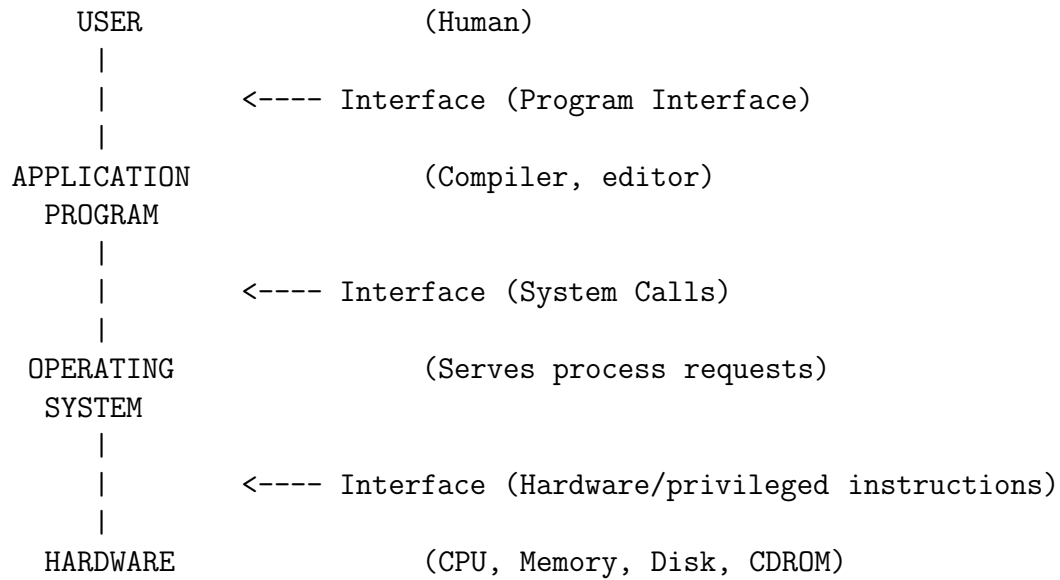 USER (Human)
|
| <---- Interface (Program Interface)
|
APPLICATION (Compiler, editor)
PROGRAM
|
| <---- Interface (System Calls)
|
OPERATING (Serves process requests)
SYSTEM
|
| <---- Interface (Hardware/privileged instructions)
|
HARDWARE (CPU, Memory, Disk, CDROM)